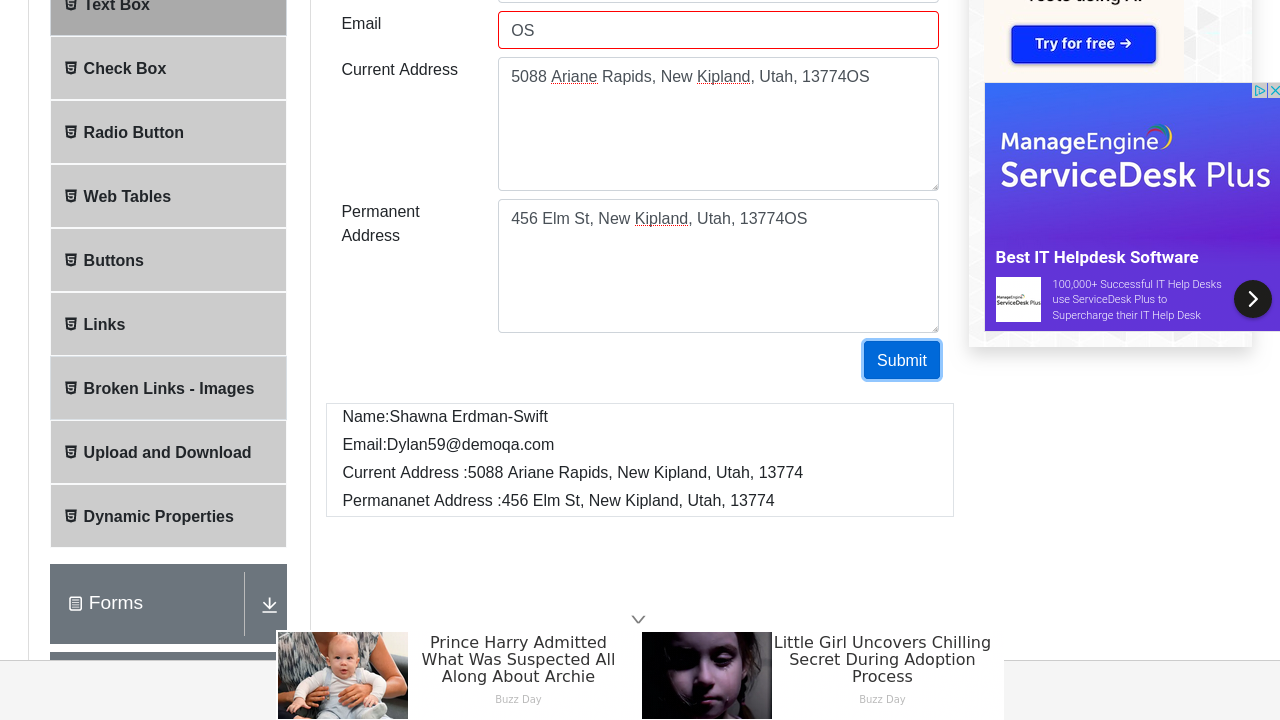 Text Box
Check Box
Radio Button
Web Tables
Buttons
Links
Broken Links - Images
Upload and Download
Dynamic Properties
Forms
Email
OS
Current Address
5088 Ariane Rapids, New Kipland, Utah, 13774OS
Permanent
Address
456 Elm St, New Kipland, Utah, 13774OS
Submit
Name:Shawna Erdman-Swift
Email:Dylan59@demoqa.com
Current Address :5088 Ariane Rapids, New Kipland, Utah, 13774
Permananet Address :456 Elm St, New Kipland, Utah, 13774
Try for free →
ManageEngine
ServiceDesk Plus
Best IT Helpdesk Software
100,000+ Successful IT Help Desks
use ServiceDesk Plus to
Supercharge their IT Help Desk
Prince Harry Admitted
What Was Suspected All
Along About Archie
Buzz Day
Little Girl Uncovers Chilling
Secret During Adoption
Process
Buzz Day